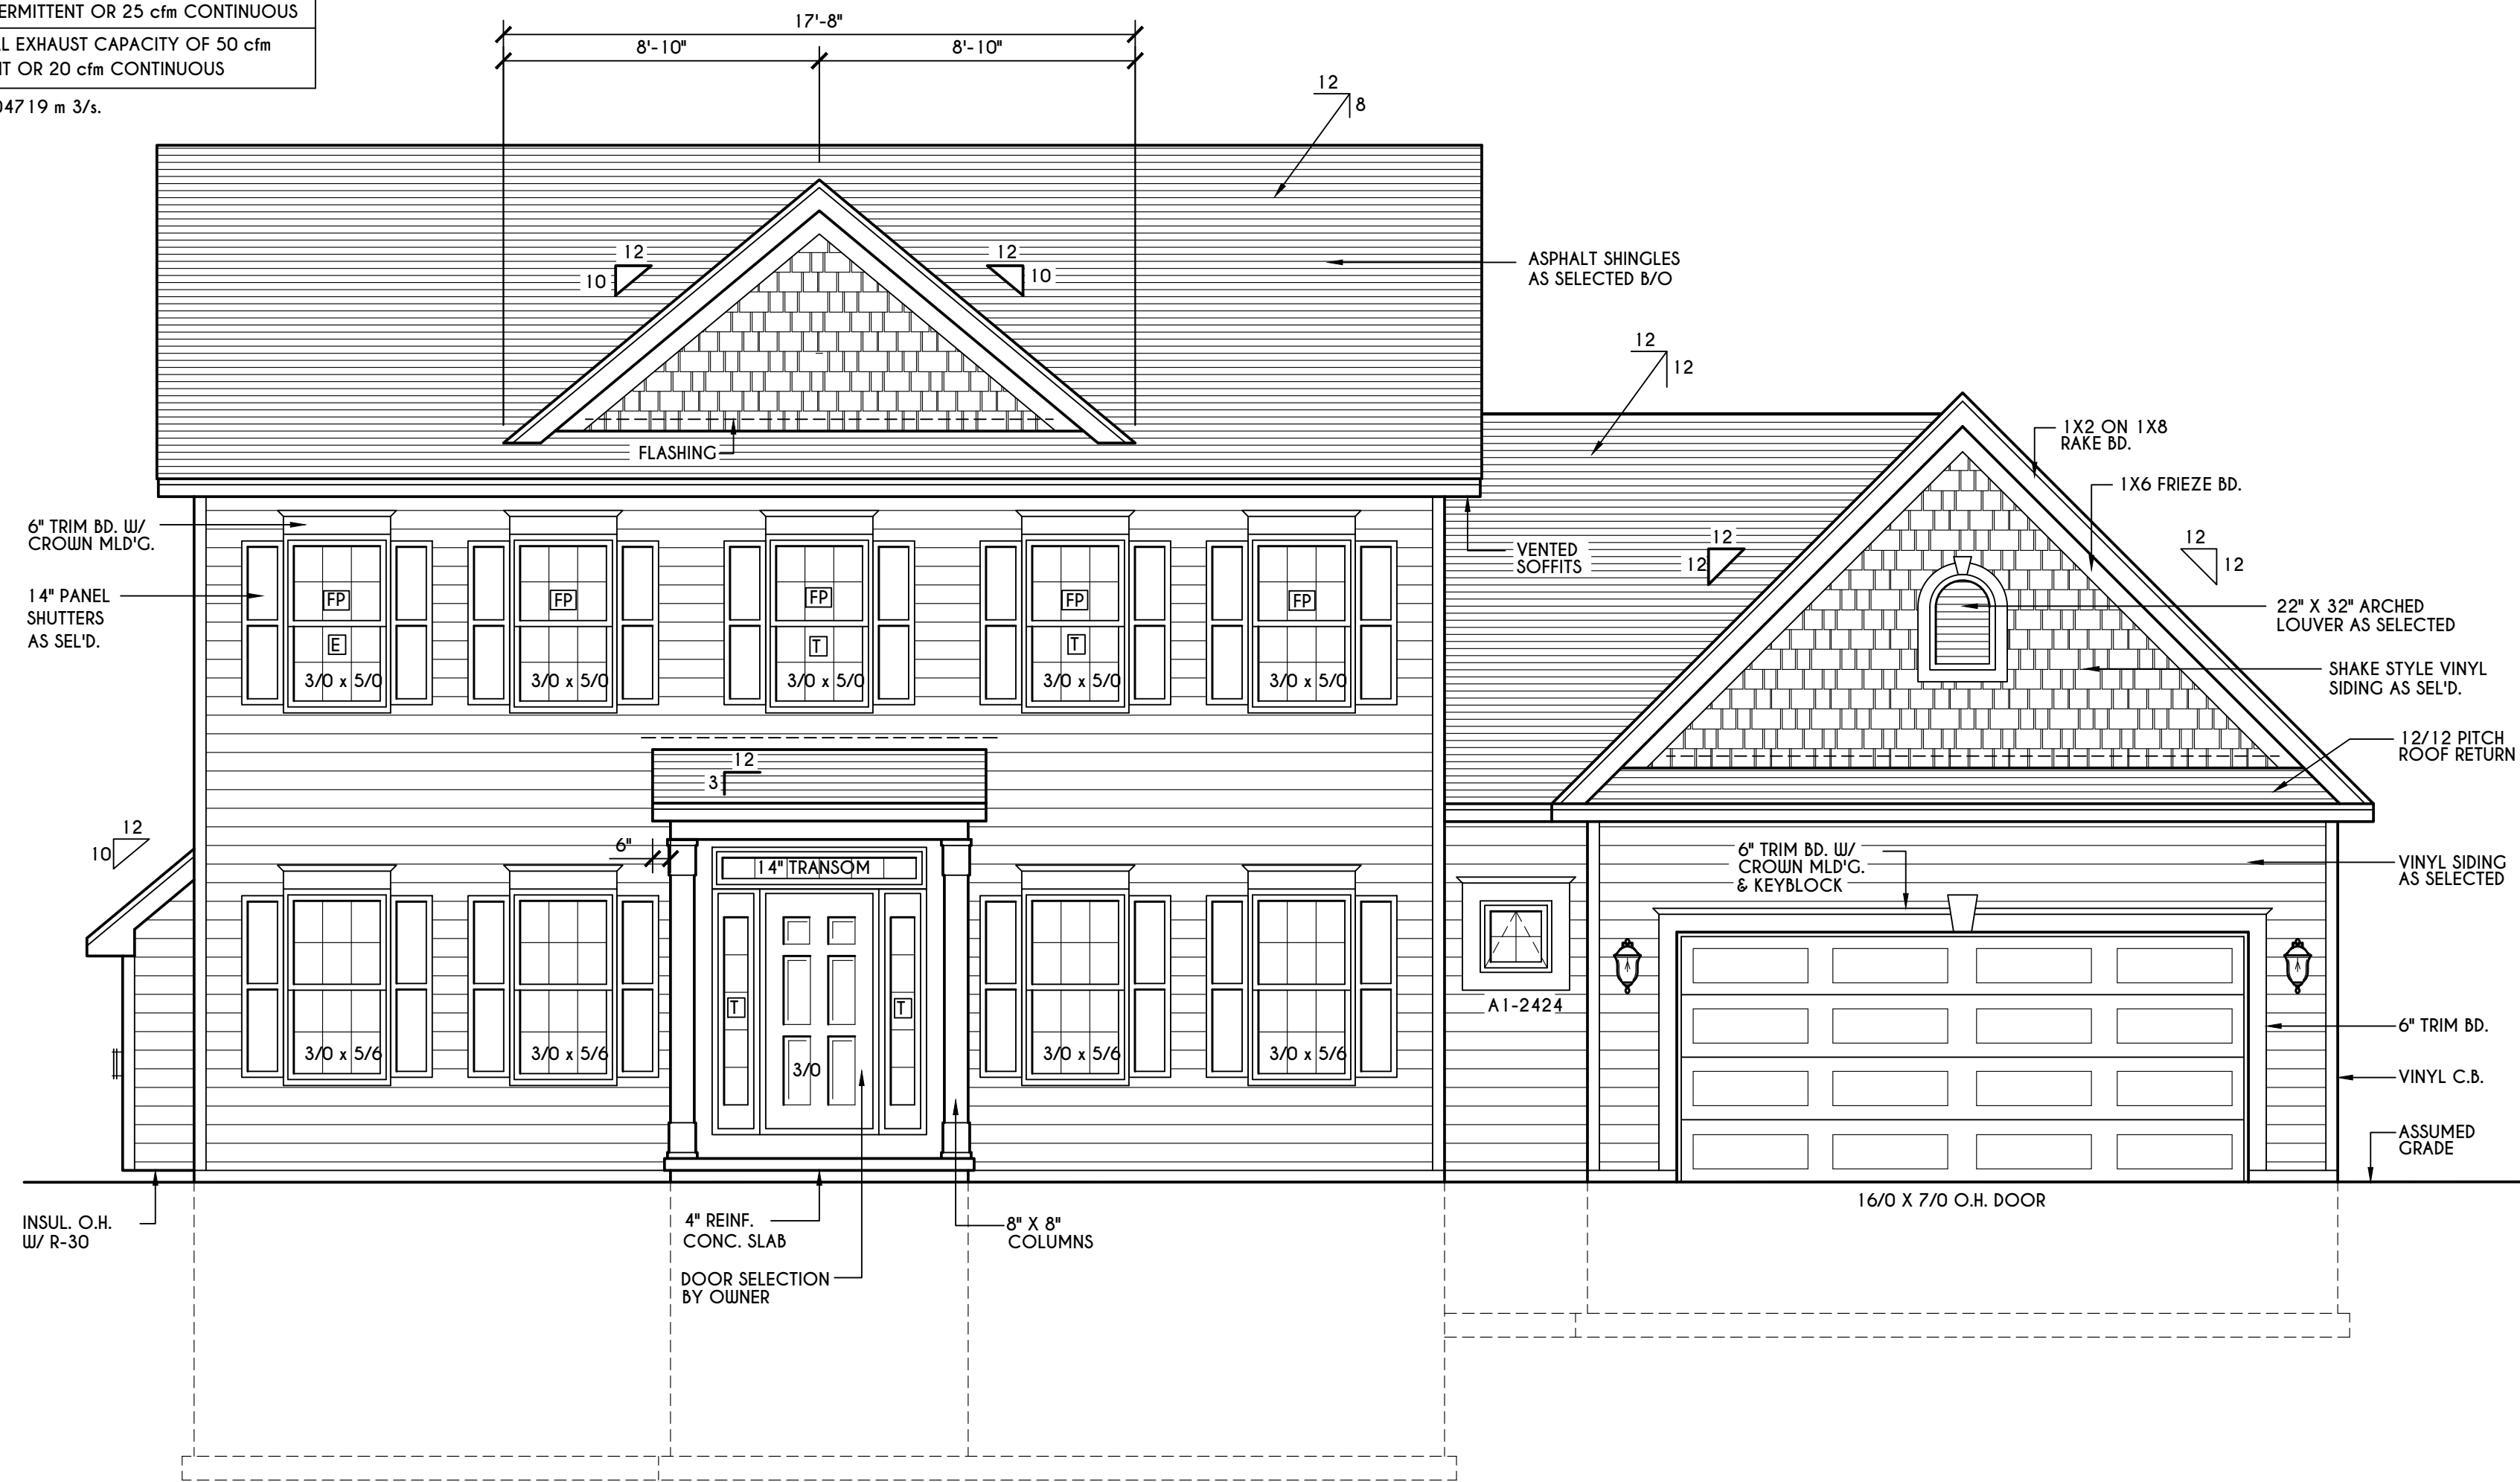 ERMITTENT OR 25 cfm CONTINUOUS
L EXHAUST CAPACITY OF 50 cfm
IT OR 20 cfm CONTINUOUS
04719 m 3/s.
17'-8"
8'-10" 8'-10"
12
8
12
10
12
10
ASPHALT SHINGLES
AS SELECTED B/O
FLASHING
12
12
1X2 ON 1X8
RAKE BD.
1X6 FRIEZE BD.
6" TRIM BD. W/
CROWN MLD'G.
14" PANEL
SHUTTERS
AS SEL'D.
VENTED
SOFFITS
12
12
12
12
22" X 32" ARCHED
LOUVER AS SELECTED
SHAKE STYLE VINYL
SIDING AS SEL'D.
12/12 PITCH
ROOF RETURN
FP FP FP FP FP
E T T
3/0 x 5/0 3/0 x 5/0 3/0 x 5/0 3/0 x 5/0 3/0 x 5/0
12
3
12
10
6"
14" TRANSOM
6" TRIM BD. W/
CROWN MLD'G.
& KEYBLOCK
VINYL SIDING
AS SELECTED
T T
A1-2424
6" TRIM BD.
3/0 x 5/6 3/0 x 5/6 3/0 3/0 x 5/6 3/0 x 5/6
VINYL C.B.
ASSUMED
GRADE
16/0 X 7/0 O.H. DOOR
INSUL. O.H.
W/ R-30
4" REINF.
CONC. SLAB
8" X 8"
COLUMNS
DOOR SELECTION
BY OWNER